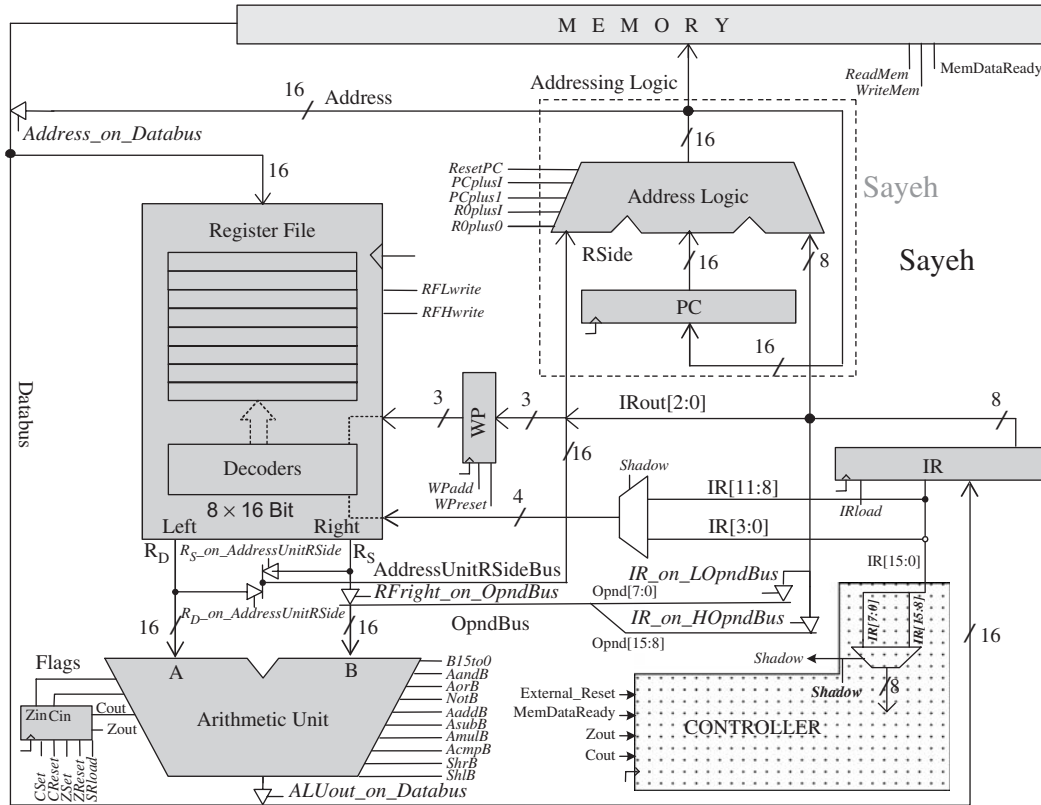 M E M O R Y
ReadMem
WriteMem
MemDataReady
Addressing Logic
16
Address
Address_on_Databus
16
16
ResetPC
PCplusI
PCplus1
R0plusI
R0plus0
Address Logic
Sayeh
Sayeh
Register File
RSide
16
8
RFLwrite
RFHwrite
PC
16
Databus
3
WP
3
IRout[2:0]
8
16
Decoders
8 × 16 Bit
WPadd
WPreset
Shadow
IR
IR[11:8]
IRload
4
IR[3:0]
Left
Right
R_D
R_S_on_AddressUnitRSide
R_S
IR[15:0]
AddressUnitRSideBus
IR_on_LOpndBus
RFright_on_OpndBus
Opnd[7:0]
R_D_on_AddressUnitRSide
IR_on_HOpndBus
IR[7:0]
IR[15:8]
16
16
OpndBus
Opnd[15:8]
16
Flags
A
B
Shadow
Shadow
8
B15to0
AandB
AorB
NotB
AaddB
AsubB
AmulB
AcmpB
ShrB
ShlB
Zin
Cin
Cout
Zout
Arithmetic Unit
External_Reset
MemDataReady
Zout
Cout
CONTROLLER
CSet
CReset
ZSet
ZReset
SRload
ALUout_on_Databus